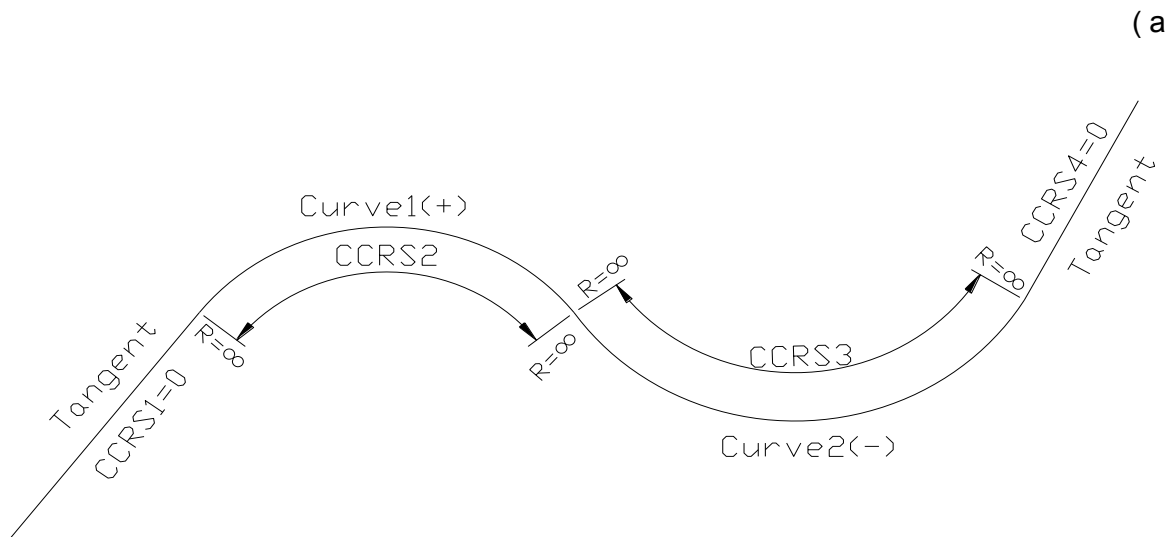 ( a
Curve1(+)
CCRS2
R=∞
R=∞
R=∞
R=∞
CCRS4=0
Tangent
Tangent
CCRS1=0
CCRS3
Curve2(-)